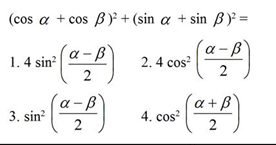 (cos α + cos β)² + (sin α + sin β)² =
1. 4 sin² ((α − β)/2) 2. 4 cos² ((α − β)/2)
3. sin² ((α − β)/2) 4. cos² ((α + β)/2)